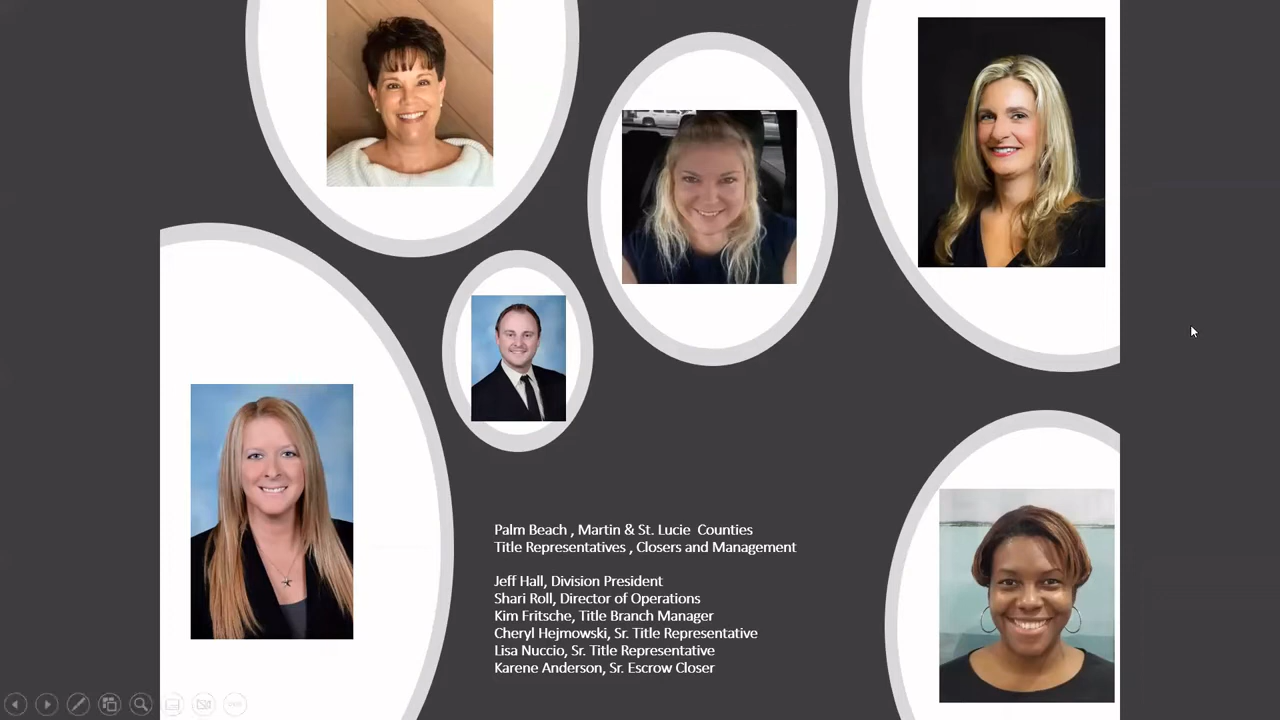 Palm Beach , Martin & St. Lucie Counties
Title Representatives , Closers and Management
Jeff Hall, Division President
Shari Roll, Director of Operations
Kim Fritsche, Title Branch Manager
Cheryl Hejmowski, Sr. Title Representative
Lisa Nuccio, Sr. Title Representative
Karene Anderson, Sr. Escrow Closer